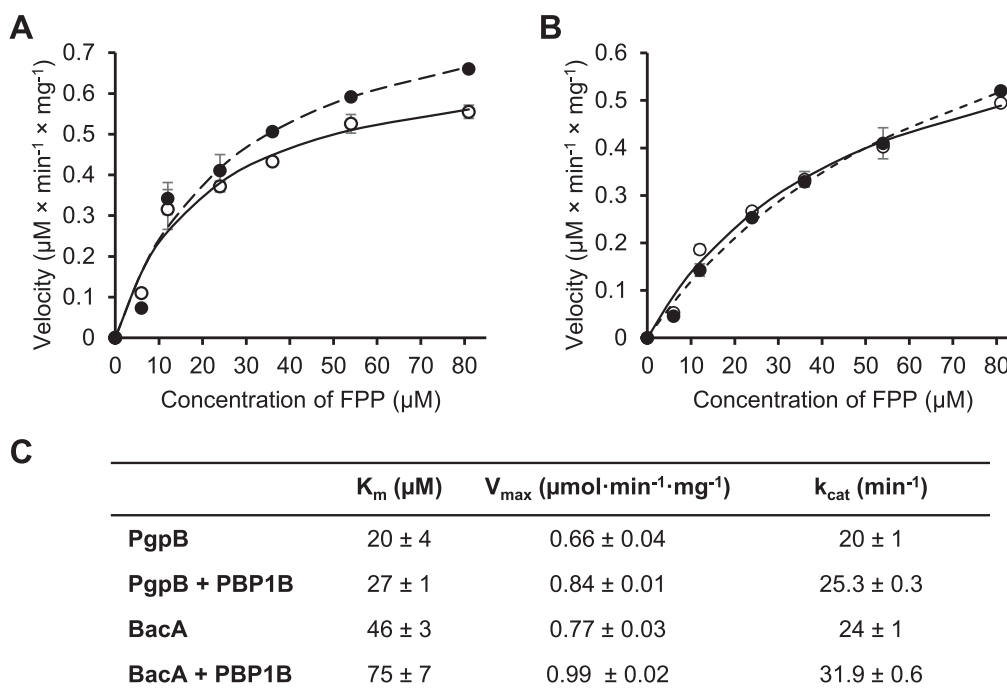 A
Velocity (µM × min⁻¹ × mg⁻¹)
0.7
0.6
0.5
0.4
0.3
0.2
0.1
0
0 10 20 30 40 50 60 70 80
Concentration of FPP (µM)
B
Velocity (µM × min⁻¹ × mg⁻¹)
0.6
0.5
0.4
0.3
0.2
0.1
0
0 10 20 30 40 50 60 70 80
Concentration of FPP (µM)
C
Kₘ (µM) Vₘₐₓ (µmol·min⁻¹·mg⁻¹) k_cat (min⁻¹)
PgpB 20 ± 4 0.66 ± 0.04 20 ± 1
PgpB + PBP1B 27 ± 1 0.84 ± 0.01 25.3 ± 0.3
BacA 46 ± 3 0.77 ± 0.03 24 ± 1
BacA + PBP1B 75 ± 7 0.99 ± 0.02 31.9 ± 0.6